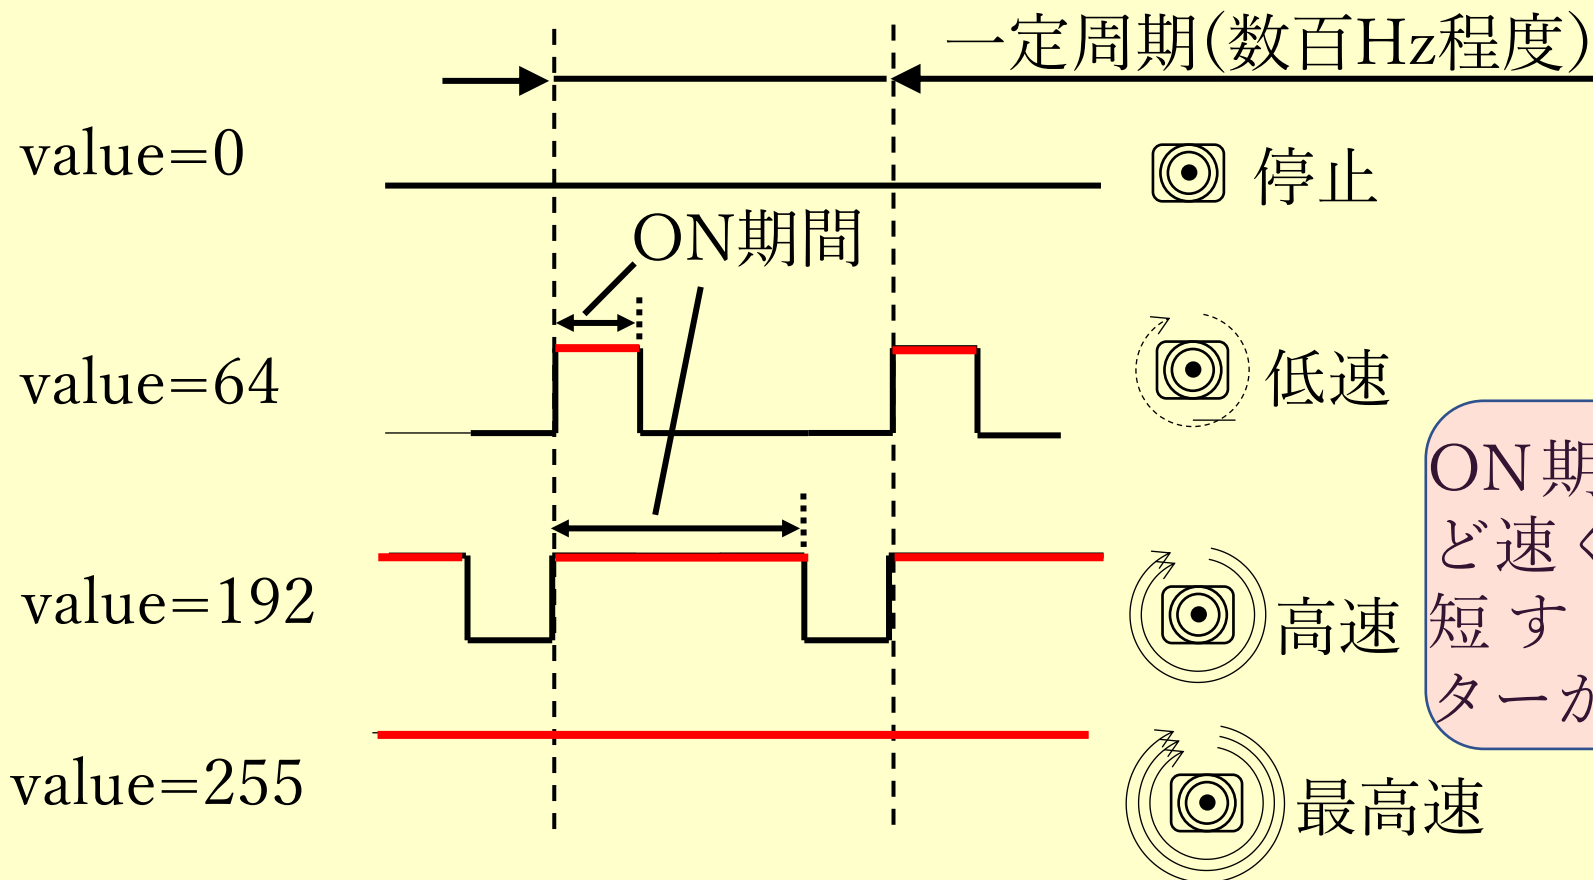 一定周期(数百Hz程度)
value=0
停止
ON期間
value=64
低速
ON期
ど速く
短す
ターが
value=192
高速
value=255
最高速